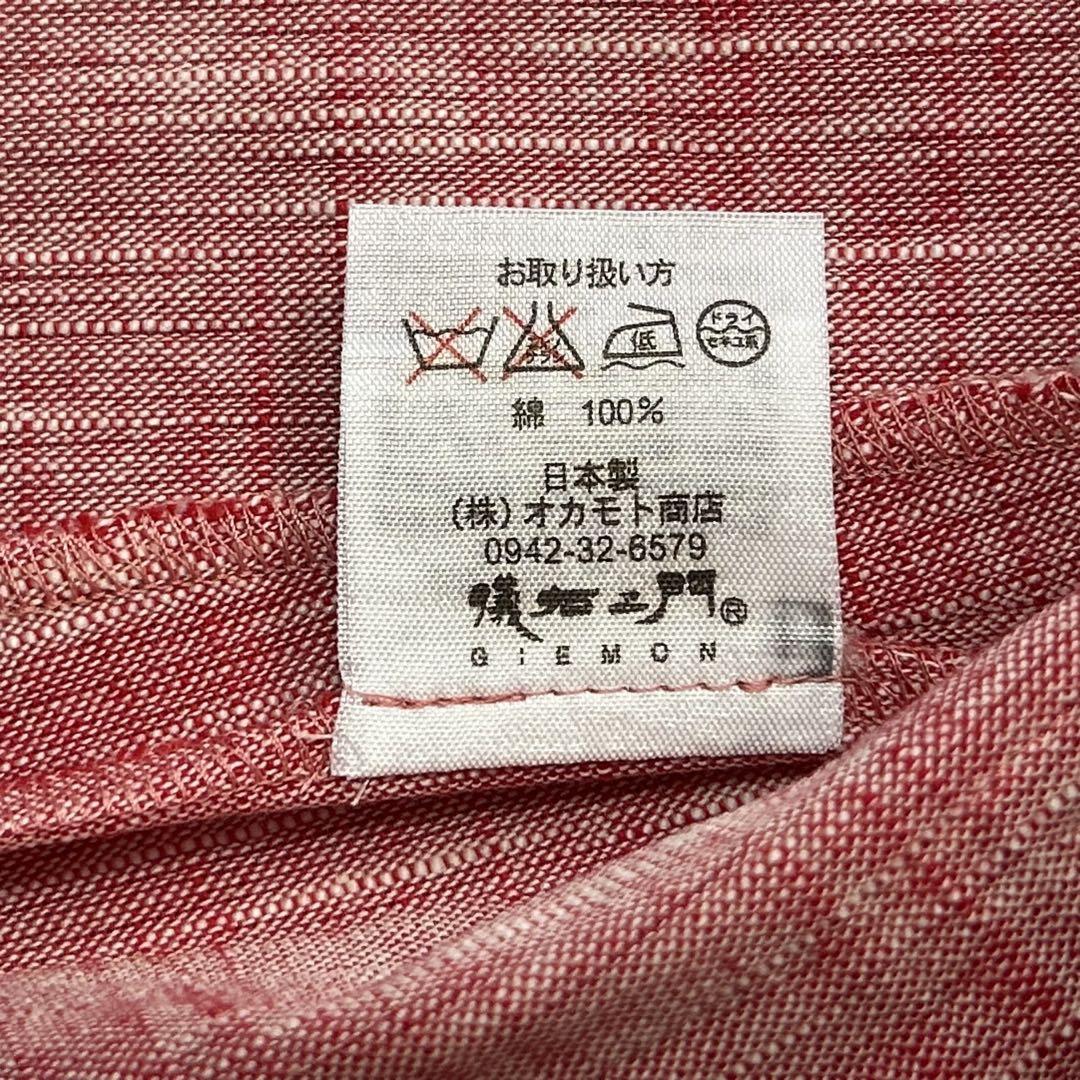 お取り扱い方
低 ドライ
セキユ系
綿 100%
日本製
(株)オカモト商店
0942-32-6579
儀右ヱ門®
GIEMON